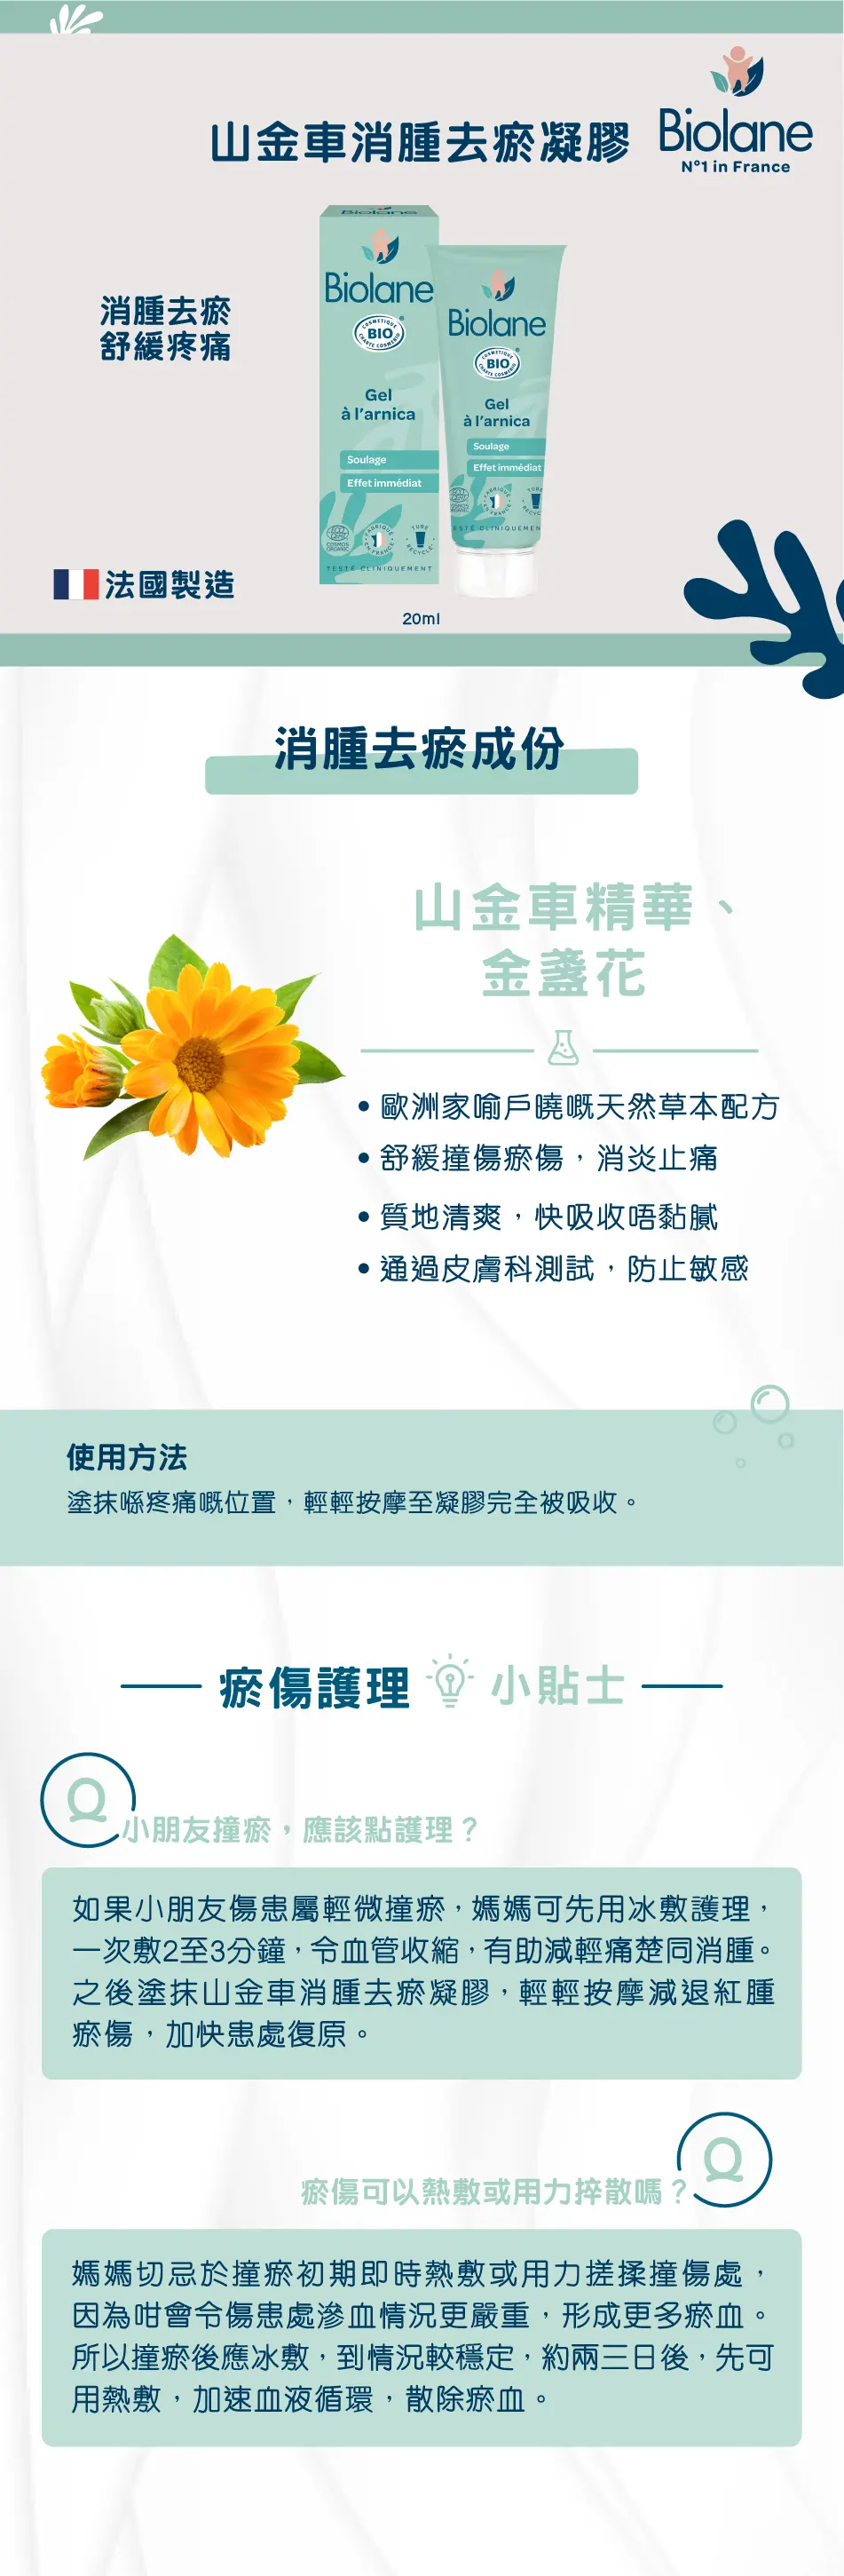 山金車消腫去瘀凝膠
Biolane
N°1 in France
消腫去瘀
舒緩疼痛
Biolane
Biolane
COSMETIQUE
BIO
CHARTE COSMEBIO
Gel
à l'arnica
Soulage
Effet immédiat
COSMOS
ORGANIC
FABRIQUÉ
EN FRANCE
TUBE
RECYCLÉ
TESTÉ CLINIQUEMENT
Biolane
COSMETIQUE
BIO
CHARTE COSMEBIO
Gel
à l'arnica
Soulage
Effet immédiat
法國製造
20ml
消腫去瘀成份
山金車精華、
金盞花
• 歐洲家喻戶曉嘅天然草本配方
• 舒緩撞傷瘀傷，消炎止痛
• 質地清爽，快吸收唔黏膩
• 通過皮膚科測試，防止敏感
使用方法
塗抹喺疼痛嘅位置，輕輕按摩至凝膠完全被吸收。
瘀傷護理 小貼士
Q
小朋友撞瘀，應該點護理？
如果小朋友傷患屬輕微撞瘀，媽媽可先用冰敷護理，
一次敷2至3分鐘，令血管收縮，有助減輕痛楚同消腫。
之後塗抹山金車消腫去瘀凝膠，輕輕按摩減退紅腫
瘀傷，加快患處復原。
Q
瘀傷可以熱敷或用力捽散嗎？
媽媽切忌於撞瘀初期即時熱敷或用力搓揉撞傷處，
因為咁會令傷患處滲血情況更嚴重，形成更多瘀血。
所以撞瘀後應冰敷，到情況較穩定，約兩三日後，先可
用熱敷，加速血液循環，散除瘀血。